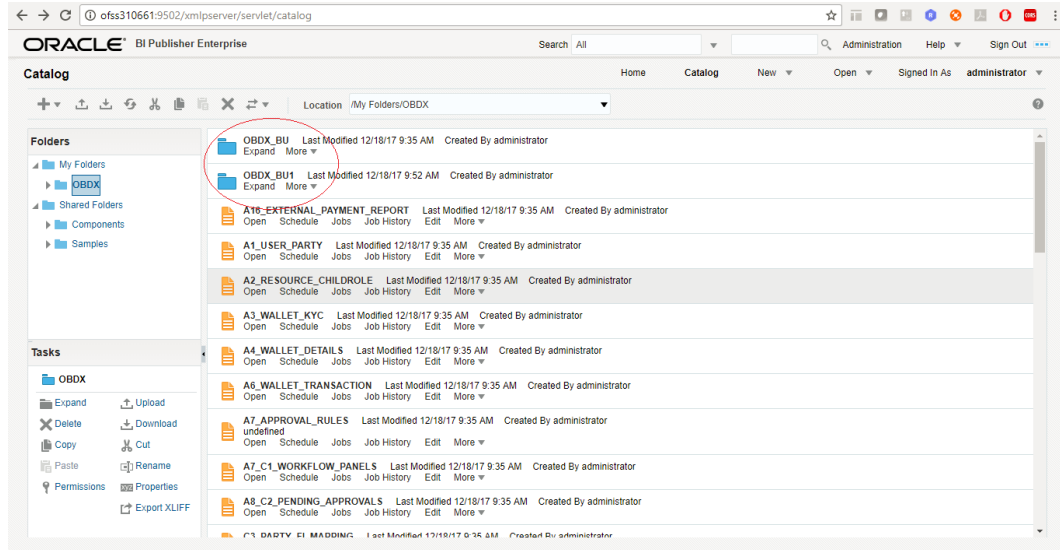 ofss310661:9502/xmlpserver/servlet/catalog
ORACLE BI Publisher Enterprise Search All Administration Help Sign Out
Catalog Home Catalog New Open Signed In As administrator
Location /My Folders/OBDX
Folders
My Folders
OBDX
Shared Folders
Components
Samples
Tasks
OBDX
Expand Upload
Delete Download
Copy Cut
Paste Rename
Permissions Properties
Export XLIFF
OBDX_BU Last Modified 12/18/17 9:35 AM Created By administrator
Expand More
OBDX_BU1 Last Modified 12/18/17 9:52 AM Created By administrator
Expand More
A16_EXTERNAL_PAYMENT_REPORT Last Modified 12/18/17 9:35 AM Created By administrator
Open Schedule Jobs Job History Edit More
A1_USER_PARTY Last Modified 12/18/17 9:35 AM Created By administrator
Open Schedule Jobs Job History Edit More
A2_RESOURCE_CHILDROLE Last Modified 12/18/17 9:35 AM Created By administrator
Open Schedule Jobs Job History Edit More
A3_WALLET_KYC Last Modified 12/18/17 9:35 AM Created By administrator
Open Schedule Jobs Job History Edit More
A4_WALLET_DETAILS Last Modified 12/18/17 9:35 AM Created By administrator
Open Schedule Jobs Job History Edit More
A6_WALLET_TRANSACTION Last Modified 12/18/17 9:35 AM Created By administrator
Open Schedule Jobs Job History Edit More
A7_APPROVAL_RULES Last Modified 12/18/17 9:35 AM Created By administrator
undefined
Open Schedule Jobs Job History Edit More
A7_C1_WORKFLOW_PANELS Last Modified 12/18/17 9:35 AM Created By administrator
Open Schedule Jobs Job History Edit More
A8_C2_PENDING_APPROVALS Last Modified 12/18/17 9:35 AM Created By administrator
Open Schedule Jobs Job History Edit More
C3_PARTY_FI_MAPPING Last Modified 12/18/17 9:35 AM Created By administrator